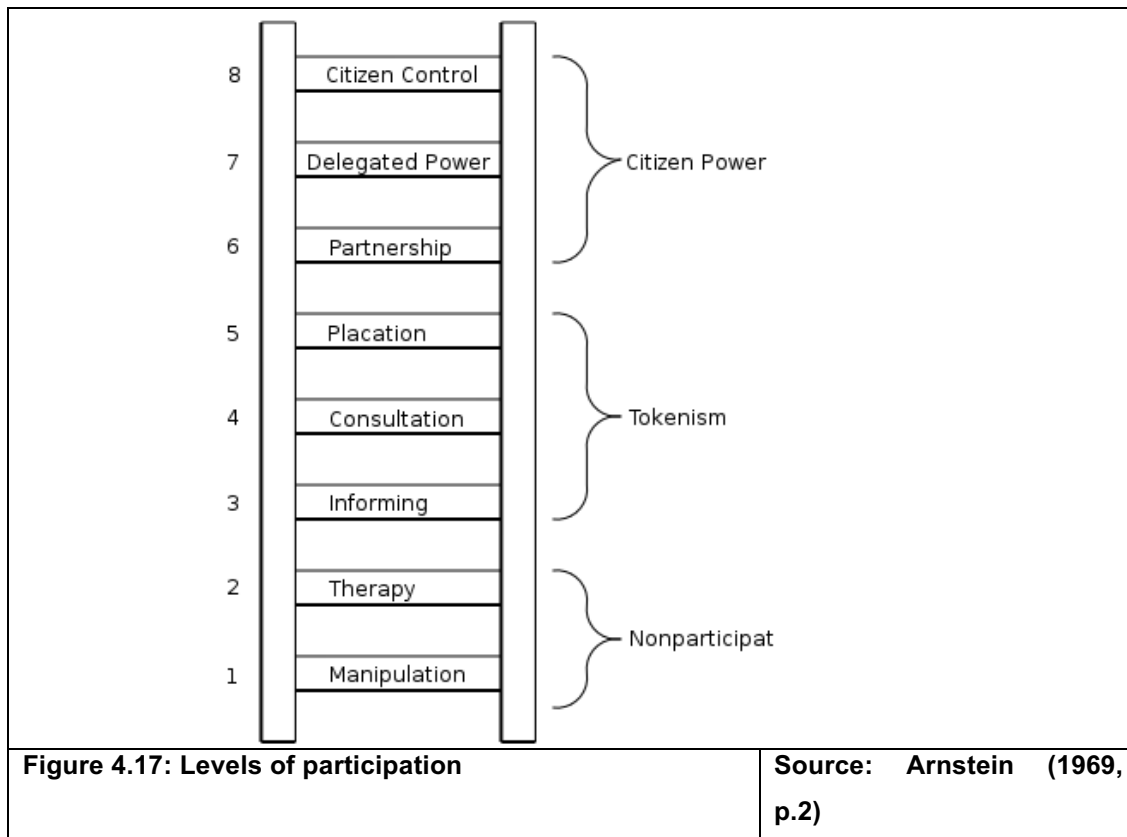 8 Citizen Control
7 Delegated Power Citizen Power
6 Partnership
5 Placation
4 Consultation Tokenism
3 Informing
2 Therapy
Nonparticipat
1 Manipulation
Figure 4.17: Levels of participation
Source: Arnstein (1969,
p.2)